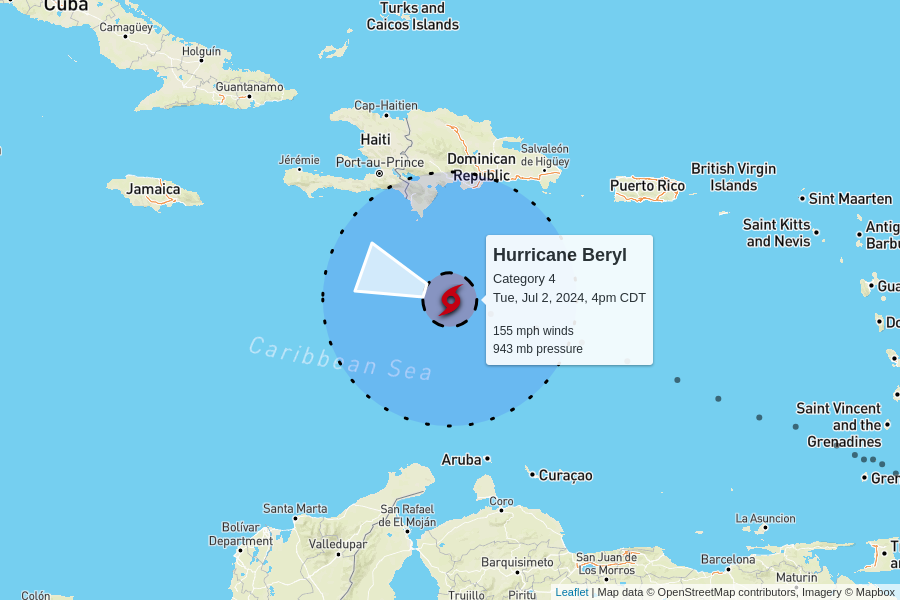 Cuba
Turks and
Caicos Islands
Camagüey
Holguín
Guantanamo
Cap-Haitien
Haiti
Jérémie
Port-au-Prince
Dominican
Republic
Salvaleón
de Higüey
Jamaica
Puerto Rico
British Virgin
Islands
Sint Maarten
Saint Kitts
and Nevis
Antig
Barbu
Hurricane Beryl
Category 4
Tue, Jul 2, 2024, 4pm CDT
155 mph winds
943 mb pressure
Gua
Do
Caribbean Sea
Saint Vincent
and the
Grenadines
Gren
Aruba
Curaçao
Coro
Santa Marta
San Rafael
de El Moján
Bolívar
Department
Valledupar
La Asuncion
Barquisimeto
San Juan de
Los Morros
Barcelona
Maturin
T
an
Colón
Trujillo
Piritu
Leaflet | Map data © OpenStreetMap contributors, Imagery © Mapbox